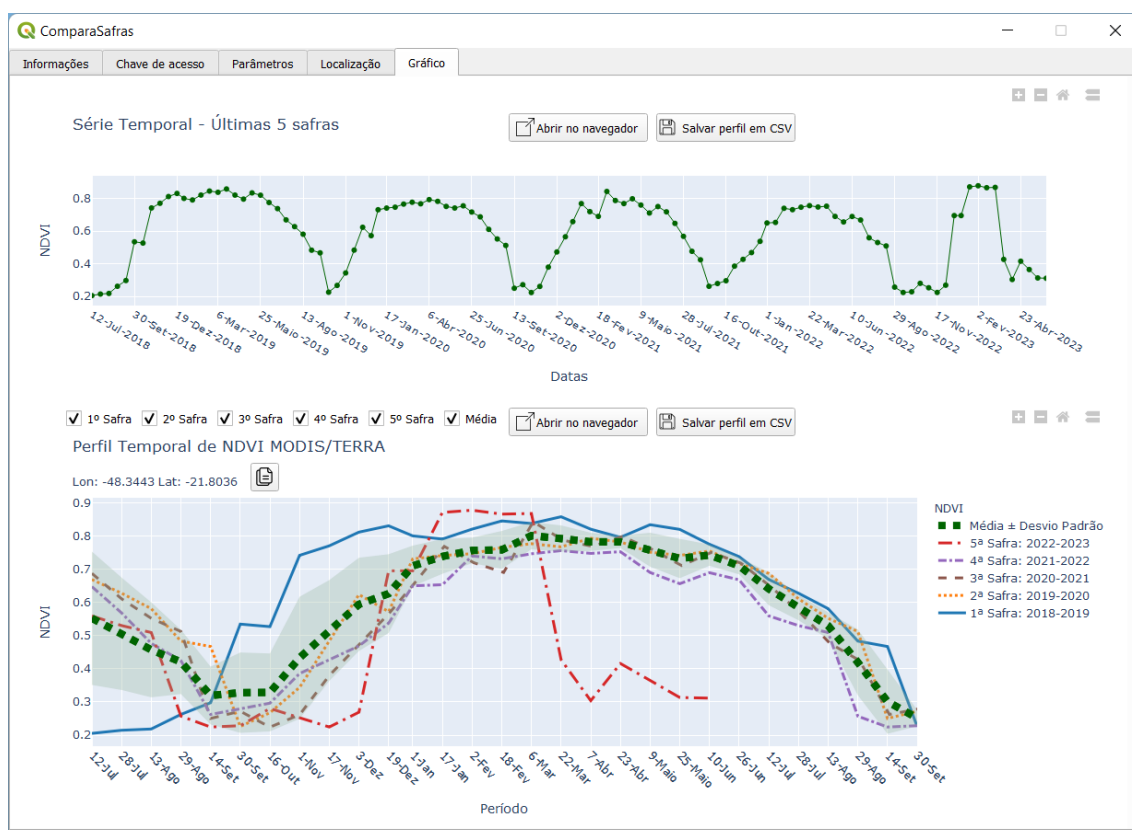 ComparaSafras
Informações Chave de acesso Parâmetros Localização Gráfico
Série Temporal - Últimas 5 safras
Abrir no navegador Salvar perfil em CSV
NDVI
0.8
0.6
0.4
0.2
12-Jul-2018 30-Set-2018 19-Dez-2018 6-Mar-2019 25-Maio-2019 13-Ago-2019 1-Nov-2019 17-Jan-2020 6-Abr-2020 25-Jun-2020 13-Set-2020 2-Dez-2020 18-Fev-2021 9-Maio-2021 28-Jul-2021 16-Out-2021 1-Jan-2022 22-Mar-2022 10-Jun-2022 29-Ago-2022 17-Nov-2022 2-Fev-2023 23-Abr-2023
Datas
1º Safra 2º Safra 3º Safra 4º Safra 5º Safra Média Abrir no navegador Salvar perfil em CSV
Perfil Temporal de NDVI MODIS/TERRA
Lon: -48.3443 Lat: -21.8036
NDVI
0.9
0.8
0.7
0.6
0.5
0.4
0.3
0.2
12-Jul 28-Jul 13-Ago 29-Ago 14-Set 30-Set 16-Out 1-Nov 17-Nov 3-Dez 19-Dez 1-Jan 17-Jan 2-Fev 18-Fev 6-Mar 22-Mar 7-Abr 23-Abr 9-Maio 25-Maio 10-Jun 26-Jun 12-Jul 28-Jul 13-Ago 29-Ago 14-Set 30-Set
Período
NDVI
Média ± Desvio Padrão
5ª Safra: 2022-2023
4ª Safra: 2021-2022
3ª Safra: 2020-2021
2ª Safra: 2019-2020
1ª Safra: 2018-2019